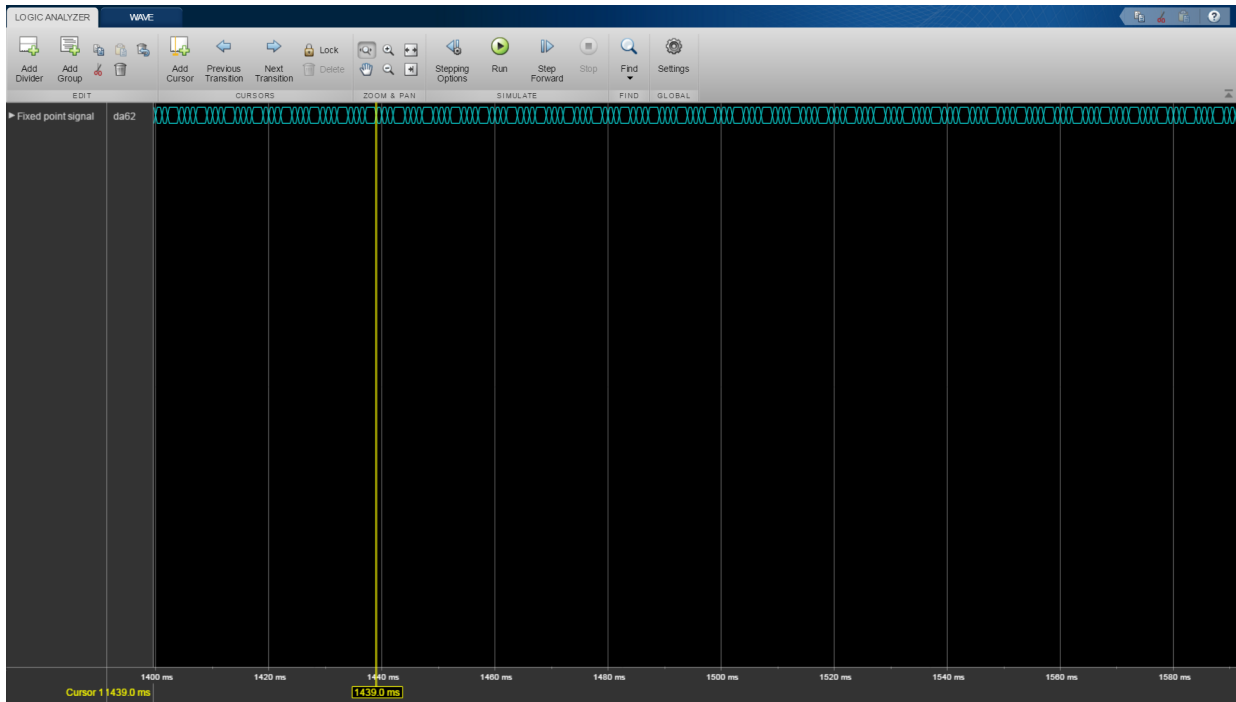 LOGIC ANALYZER WAVE
Add Divider
Add Group
Add Cursor
Previous Transition
Next Transition
Lock
Delete
Stepping Options
Run
Step Forward
Stop
Find
Settings
EDIT CURSORS ZOOM & PAN SIMULATE FIND GLOBAL
Fixed point signal da62
1400 ms 1420 ms 1440 ms 1460 ms 1480 ms 1500 ms 1520 ms 1540 ms 1560 ms 1580 ms
Cursor 1 1439.0 ms 1439.0 ms